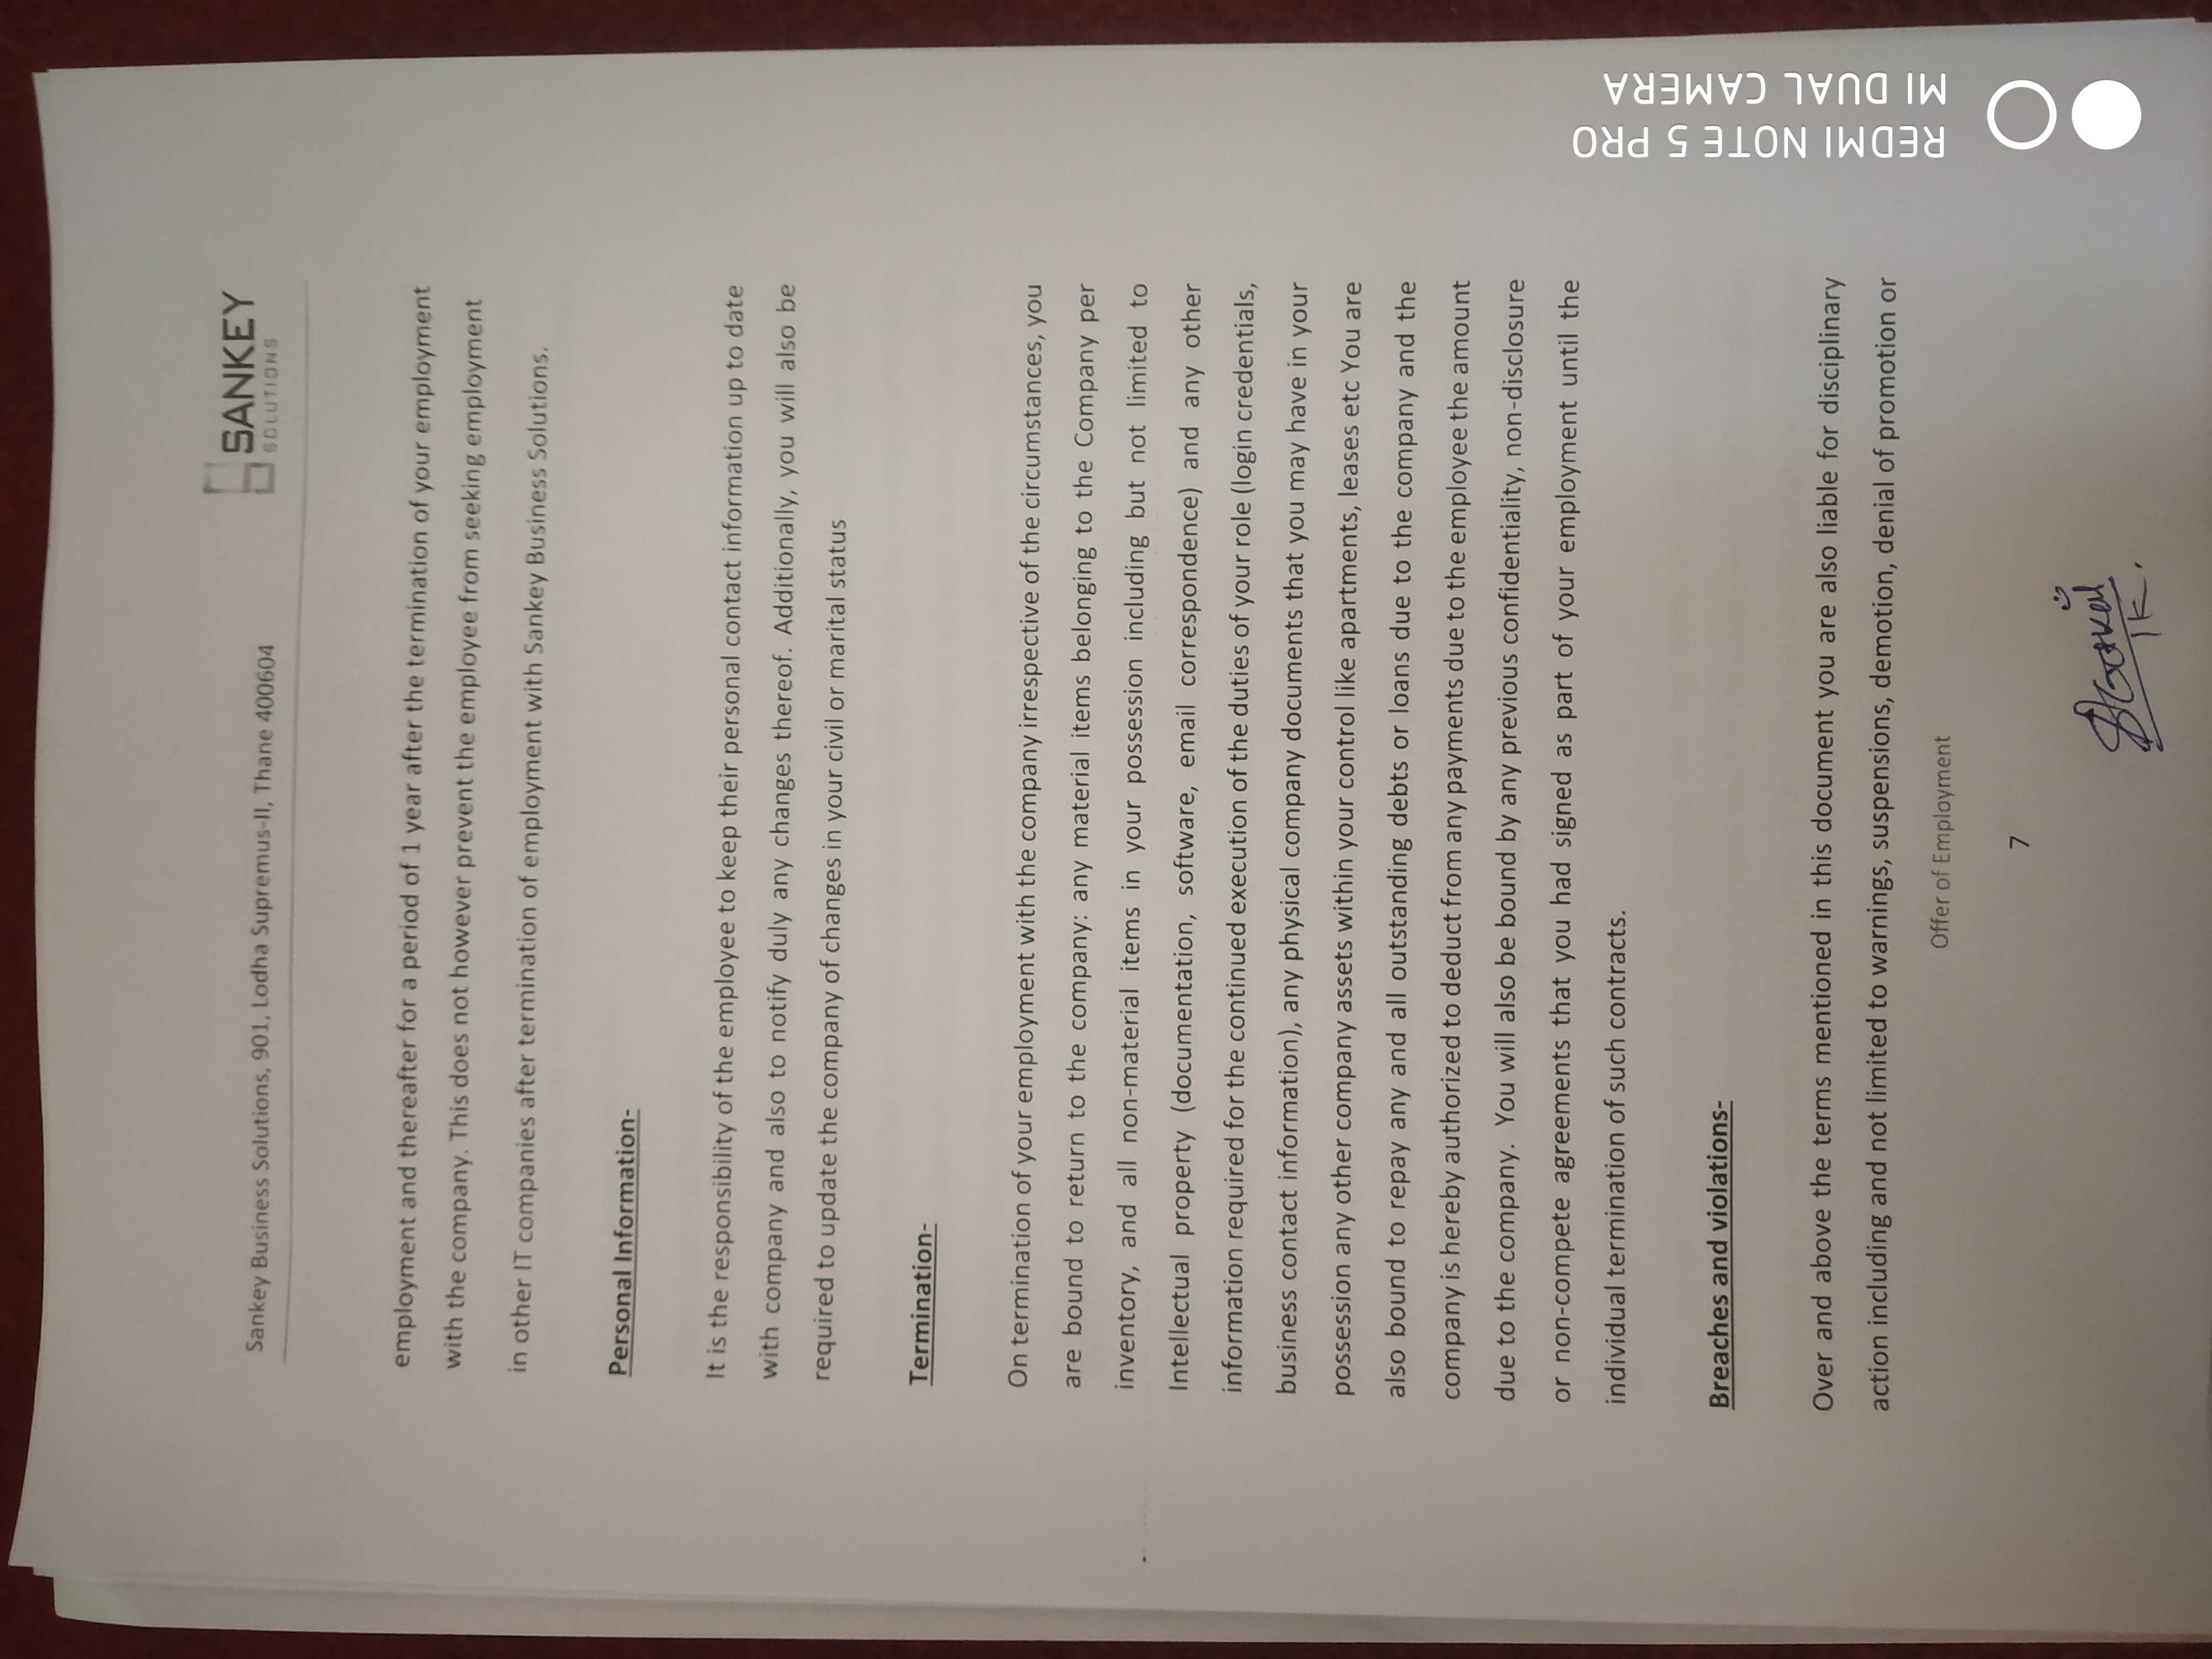 Sankey Business Solutions, 901, Lodha Supremus-II, Thane 400604
SANKEY
SOLUTIONS
employment and thereafter for a period of 1 year after the termination of your employment
with the company. This does not however prevent the employee from seeking employment
in other IT companies after termination of employment with Sankey Business Solutions.
Personal Information-
It is the responsibility of the employee to keep their personal contact information up to date
with company and also to notify duly any changes thereof. Additionally, you will also be
required to update the company of changes in your civil or marital status
Termination-
On termination of your employment with the company irrespective of the circumstances, you
are bound to return to the company: any material items belonging to the Company per
inventory, and all non-material items in your possession including but not limited to
Intellectual property (documentation, software, email correspondence) and any other
information required for the continued execution of the duties of your role (login credentials,
business contact information), any physical company documents that you may have in your
possession any other company assets within your control like apartments, leases etc You are
also bound to repay any and all outstanding debts or loans due to the company and the
company is hereby authorized to deduct from any payments due to the employee the amount
due to the company. You will also be bound by any previous confidentiality, non-disclosure
or non-compete agreements that you had signed as part of your employment until the
individual termination of such contracts.
Breaches and violations-
Over and above the terms mentioned in this document you are also liable for disciplinary
action including and not limited to warnings, suspensions, demotion, denial of promotion or
Offer of Employment
7
REDMI NOTE 5 PRO
MI DUAL CAMERA